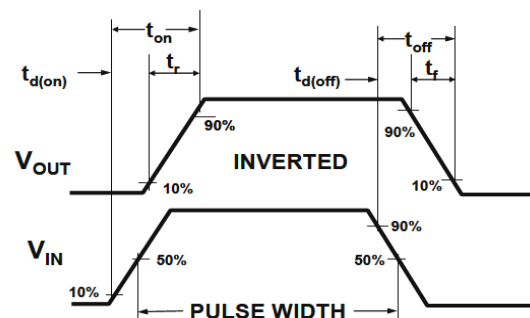 ton toff
tr tf
td(on) td(off)
90% 90%
VOUT INVERTED
10% 10%
VIN 90%
50% 50%
10%
PULSE WIDTH